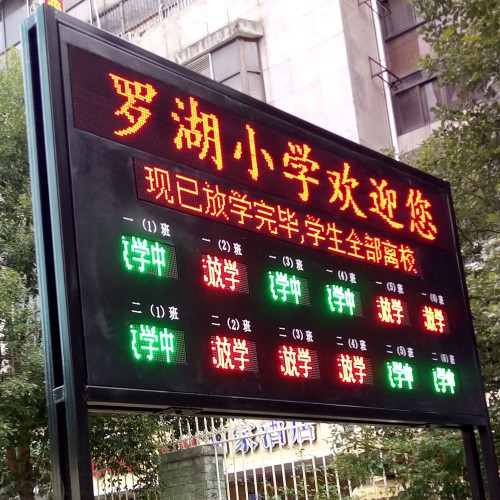 罗湖小学欢迎您
现已放学完毕,学生全部离校
一(1)班 一(2)班 一(3)班 一(4)班 一(5)班 一(6)班
学中 放学 学中 学中 放学 放学
二(1)班 二(2)班 二(3)班 二(4)班 二(5)班 二(6)班
学中 放学 放学 放学 学中 学中
家酒店